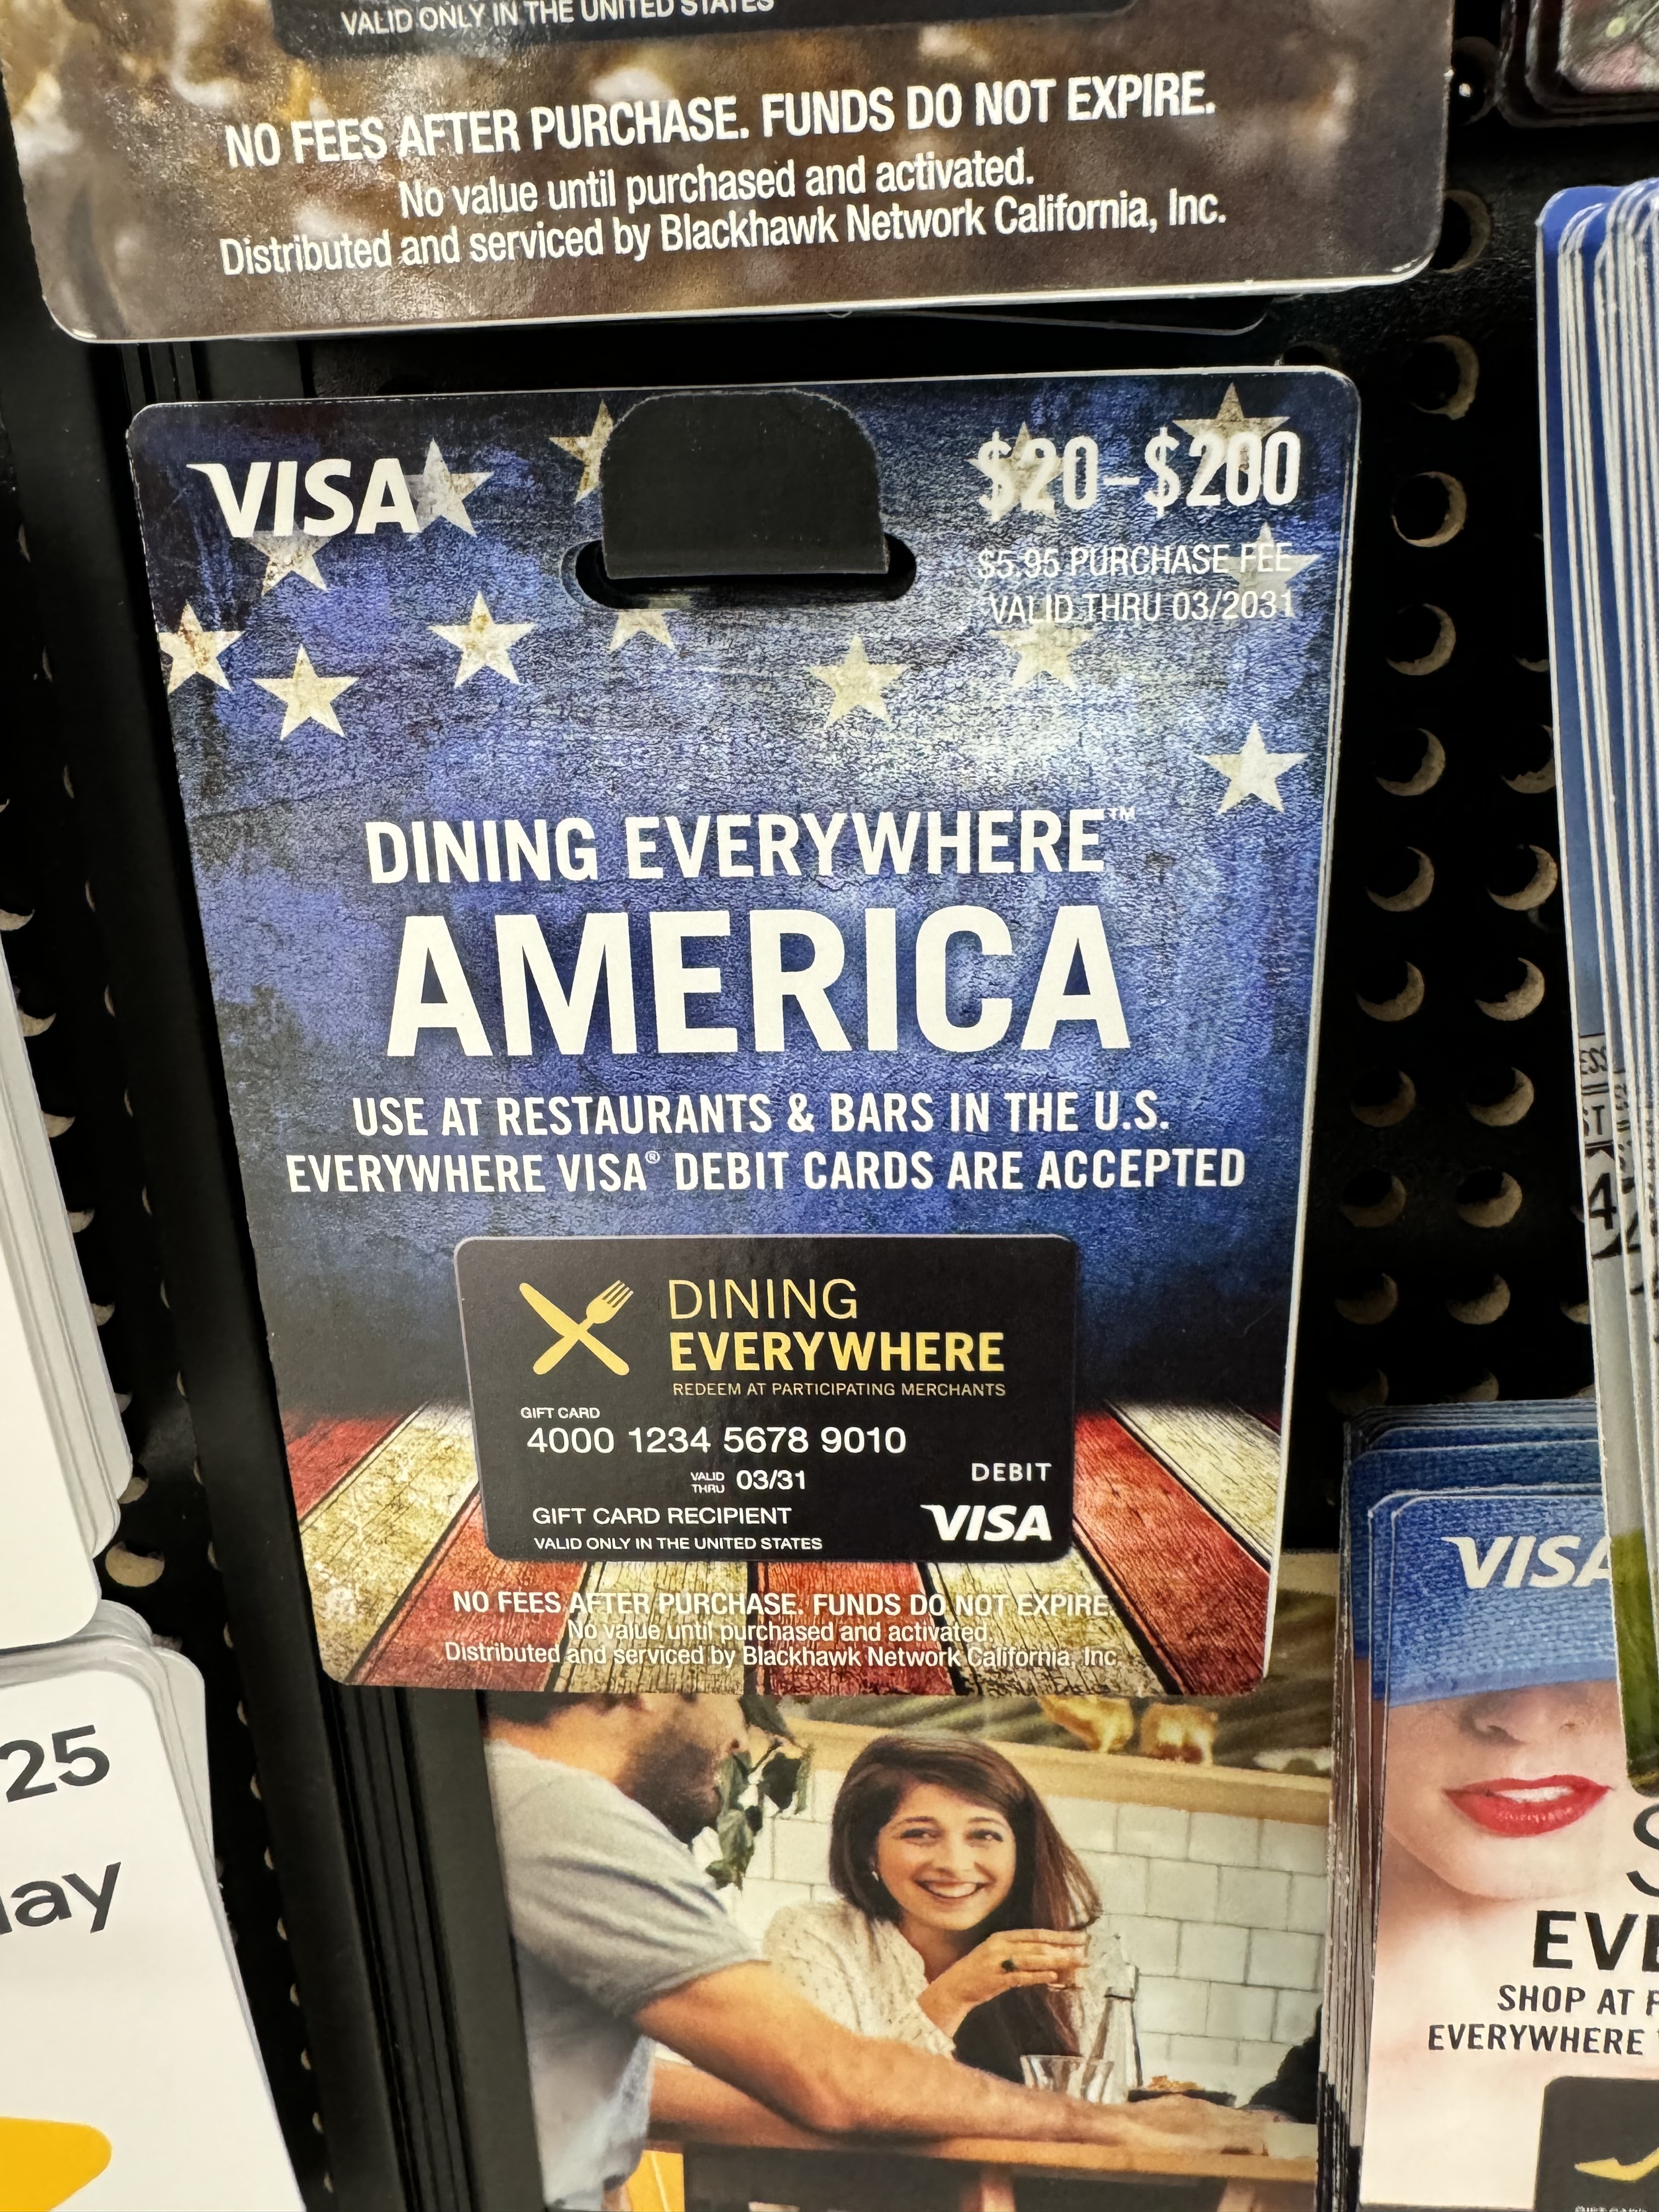 VALID ONLY IN THE UNITED STATES
NO FEES AFTER PURCHASE. FUNDS DO NOT EXPIRE.
No value until purchased and activated.
Distributed and serviced by Blackhawk Network California, Inc.
VISA
$20–$200
$5.95 PURCHASE FEE
VALID THRU 03/2031
DINING EVERYWHERE™
AMERICA
USE AT RESTAURANTS & BARS IN THE U.S.
EVERYWHERE VISA® DEBIT CARDS ARE ACCEPTED
DINING
EVERYWHERE
REDEEM AT PARTICIPATING MERCHANTS
GIFT CARD
4000 1234 5678 9010
VALID THRU 03/31
DEBIT
GIFT CARD RECIPIENT
VISA
VALID ONLY IN THE UNITED STATES
NO FEES AFTER PURCHASE. FUNDS DO NOT EXPIRE.
No value until purchased and activated.
Distributed and serviced by Blackhawk Network California, Inc.
25
VISA
SHOP AT
EVERYWHERE